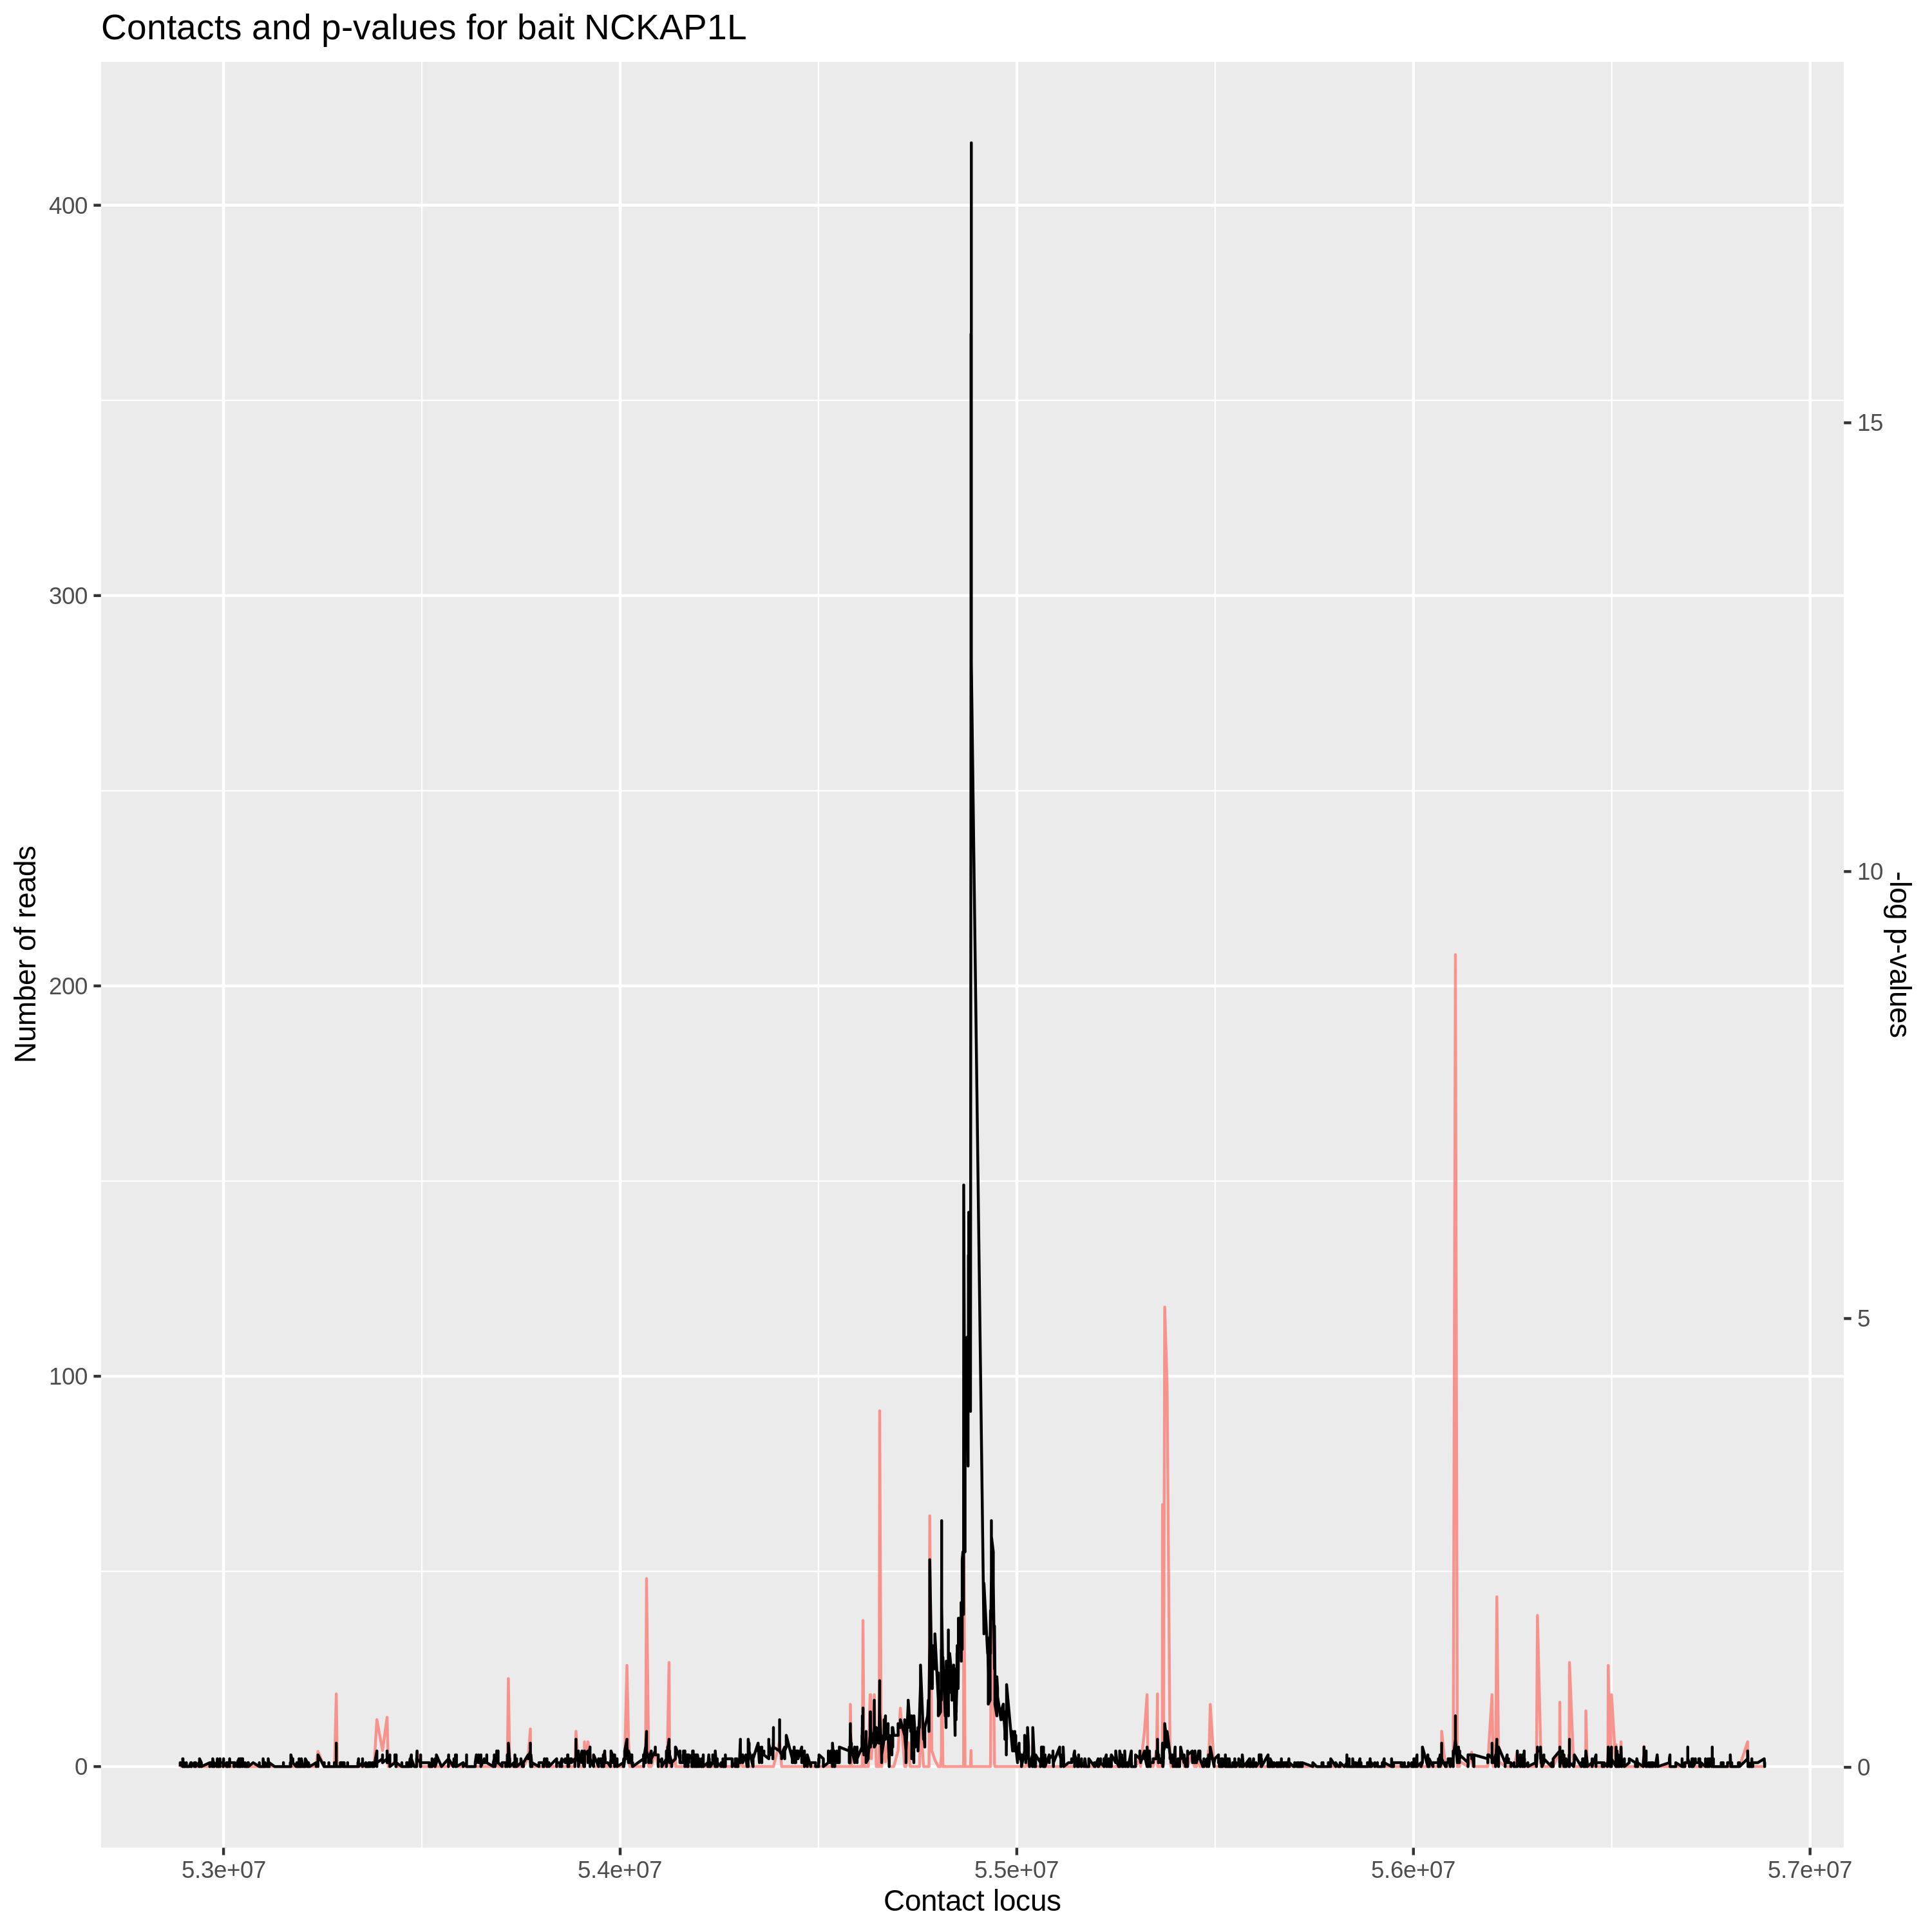 Contacts and p-values for bait NCKAP1L
400
300
200
100
0
Number of reads
15
10
5
0
-log p-values
5.3e+07
5.4e+07
5.5e+07
5.6e+07
5.7e+07
Contact locus